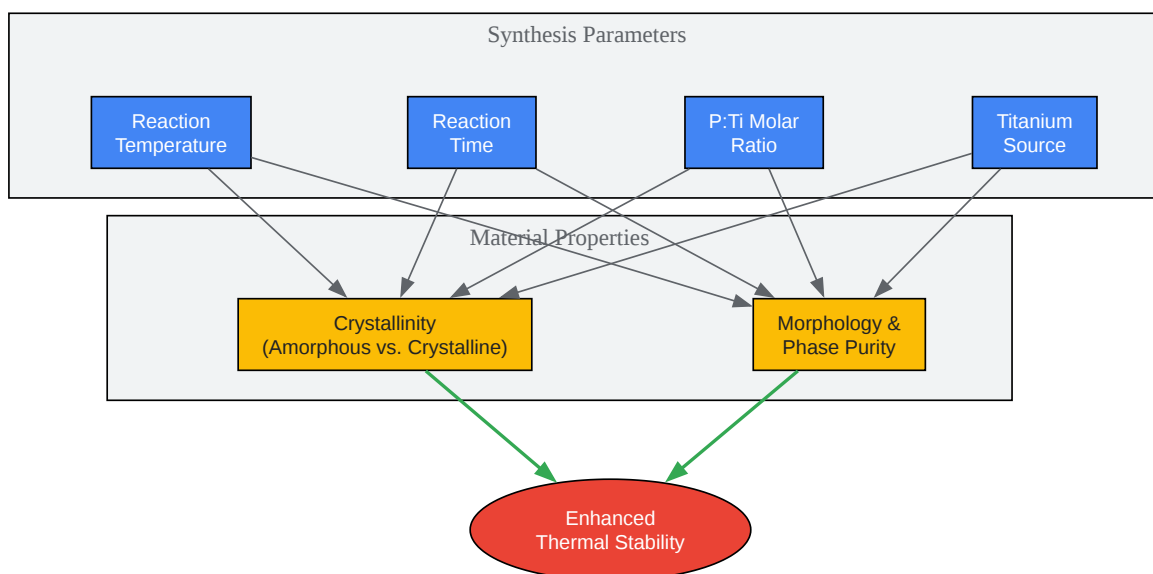 Synthesis Parameters
Reaction
Temperature
Reaction
Time
P:Ti Molar
Ratio
Titanium
Source
Material Properties
Crystallinity
(Amorphous vs. Crystalline)
Morphology &
Phase Purity
Enhanced
Thermal Stability